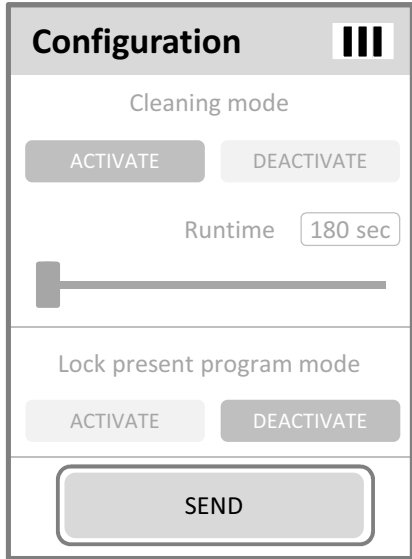 Configuration
Cleaning mode
ACTIVATE DEACTIVATE
Runtime 180 sec
Lock present program mode
ACTIVATE DEACTIVATE
SEND